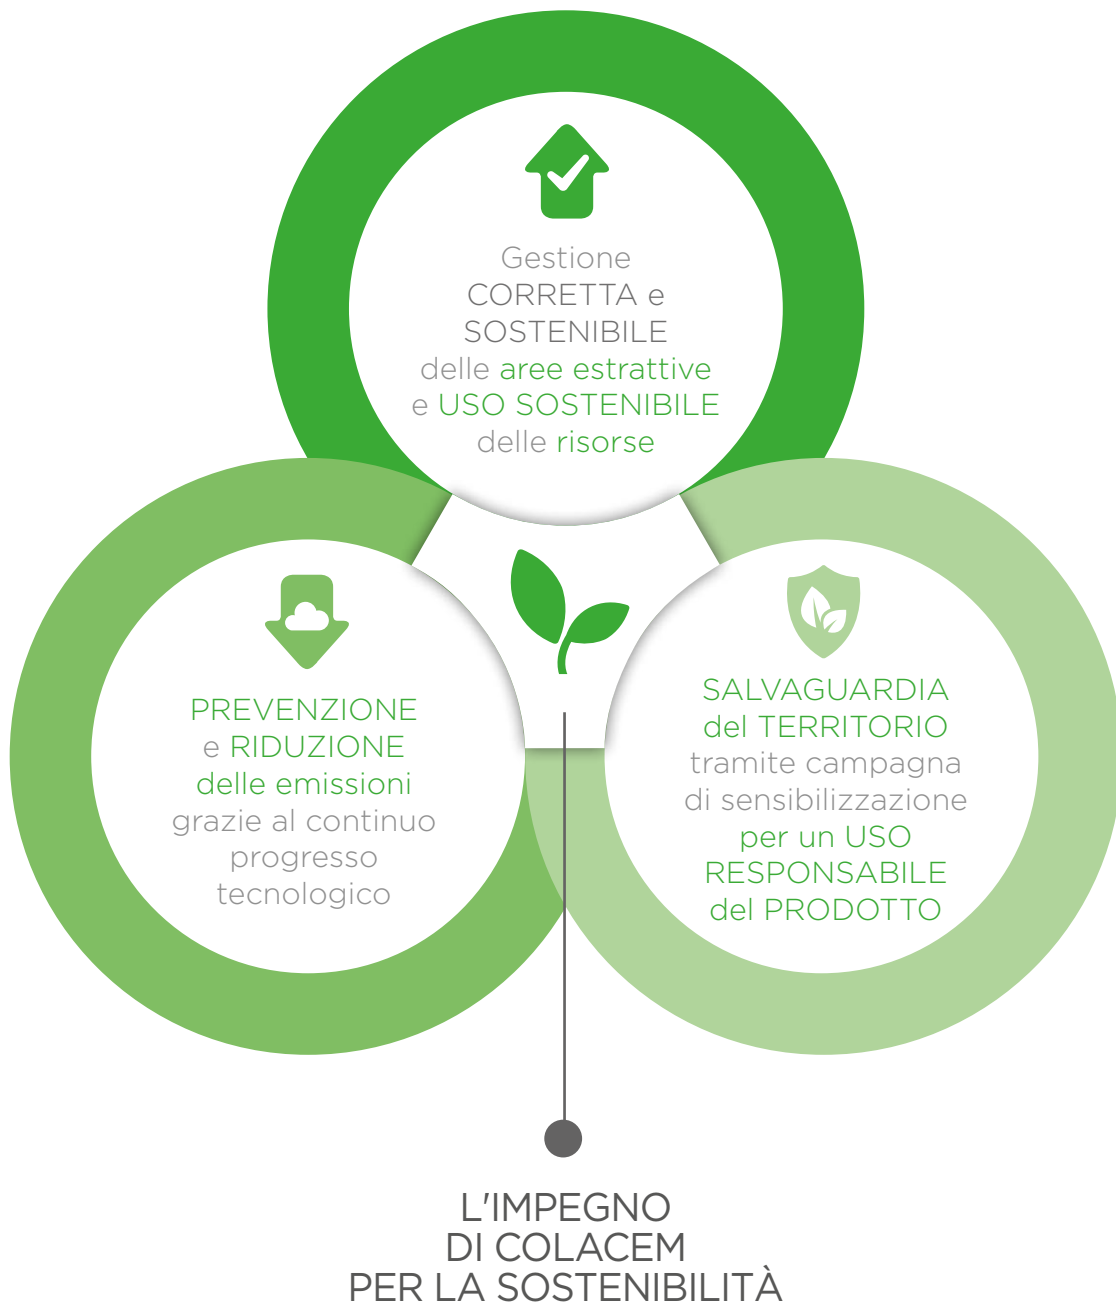 Gestione
CORRETTA e
SOSTENIBILE
delle aree estrattive
e USO SOSTENIBILE
delle risorse
PREVENZIONE
e RIDUZIONE
delle emissioni
grazie al continuo
progresso
tecnologico
SALVAGUARDIA
del TERRITORIO
tramite campagna
di sensibilizzazione
per un USO
RESPONSABILE
del PRODOTTO
L'IMPEGNO
DI COLACEM
PER LA SOSTENIBILITÀ